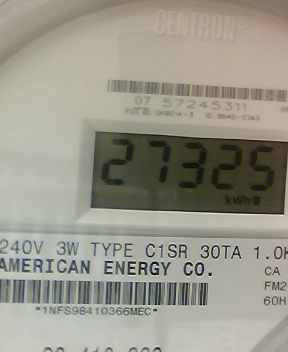 CENTRON®
07 57245311
27325
kWh
240V 3W TYPE C1SR 30TA 1.0K
AMERICAN ENERGY CO.
CA
FM2
60H
*1NFS98410366MEC*